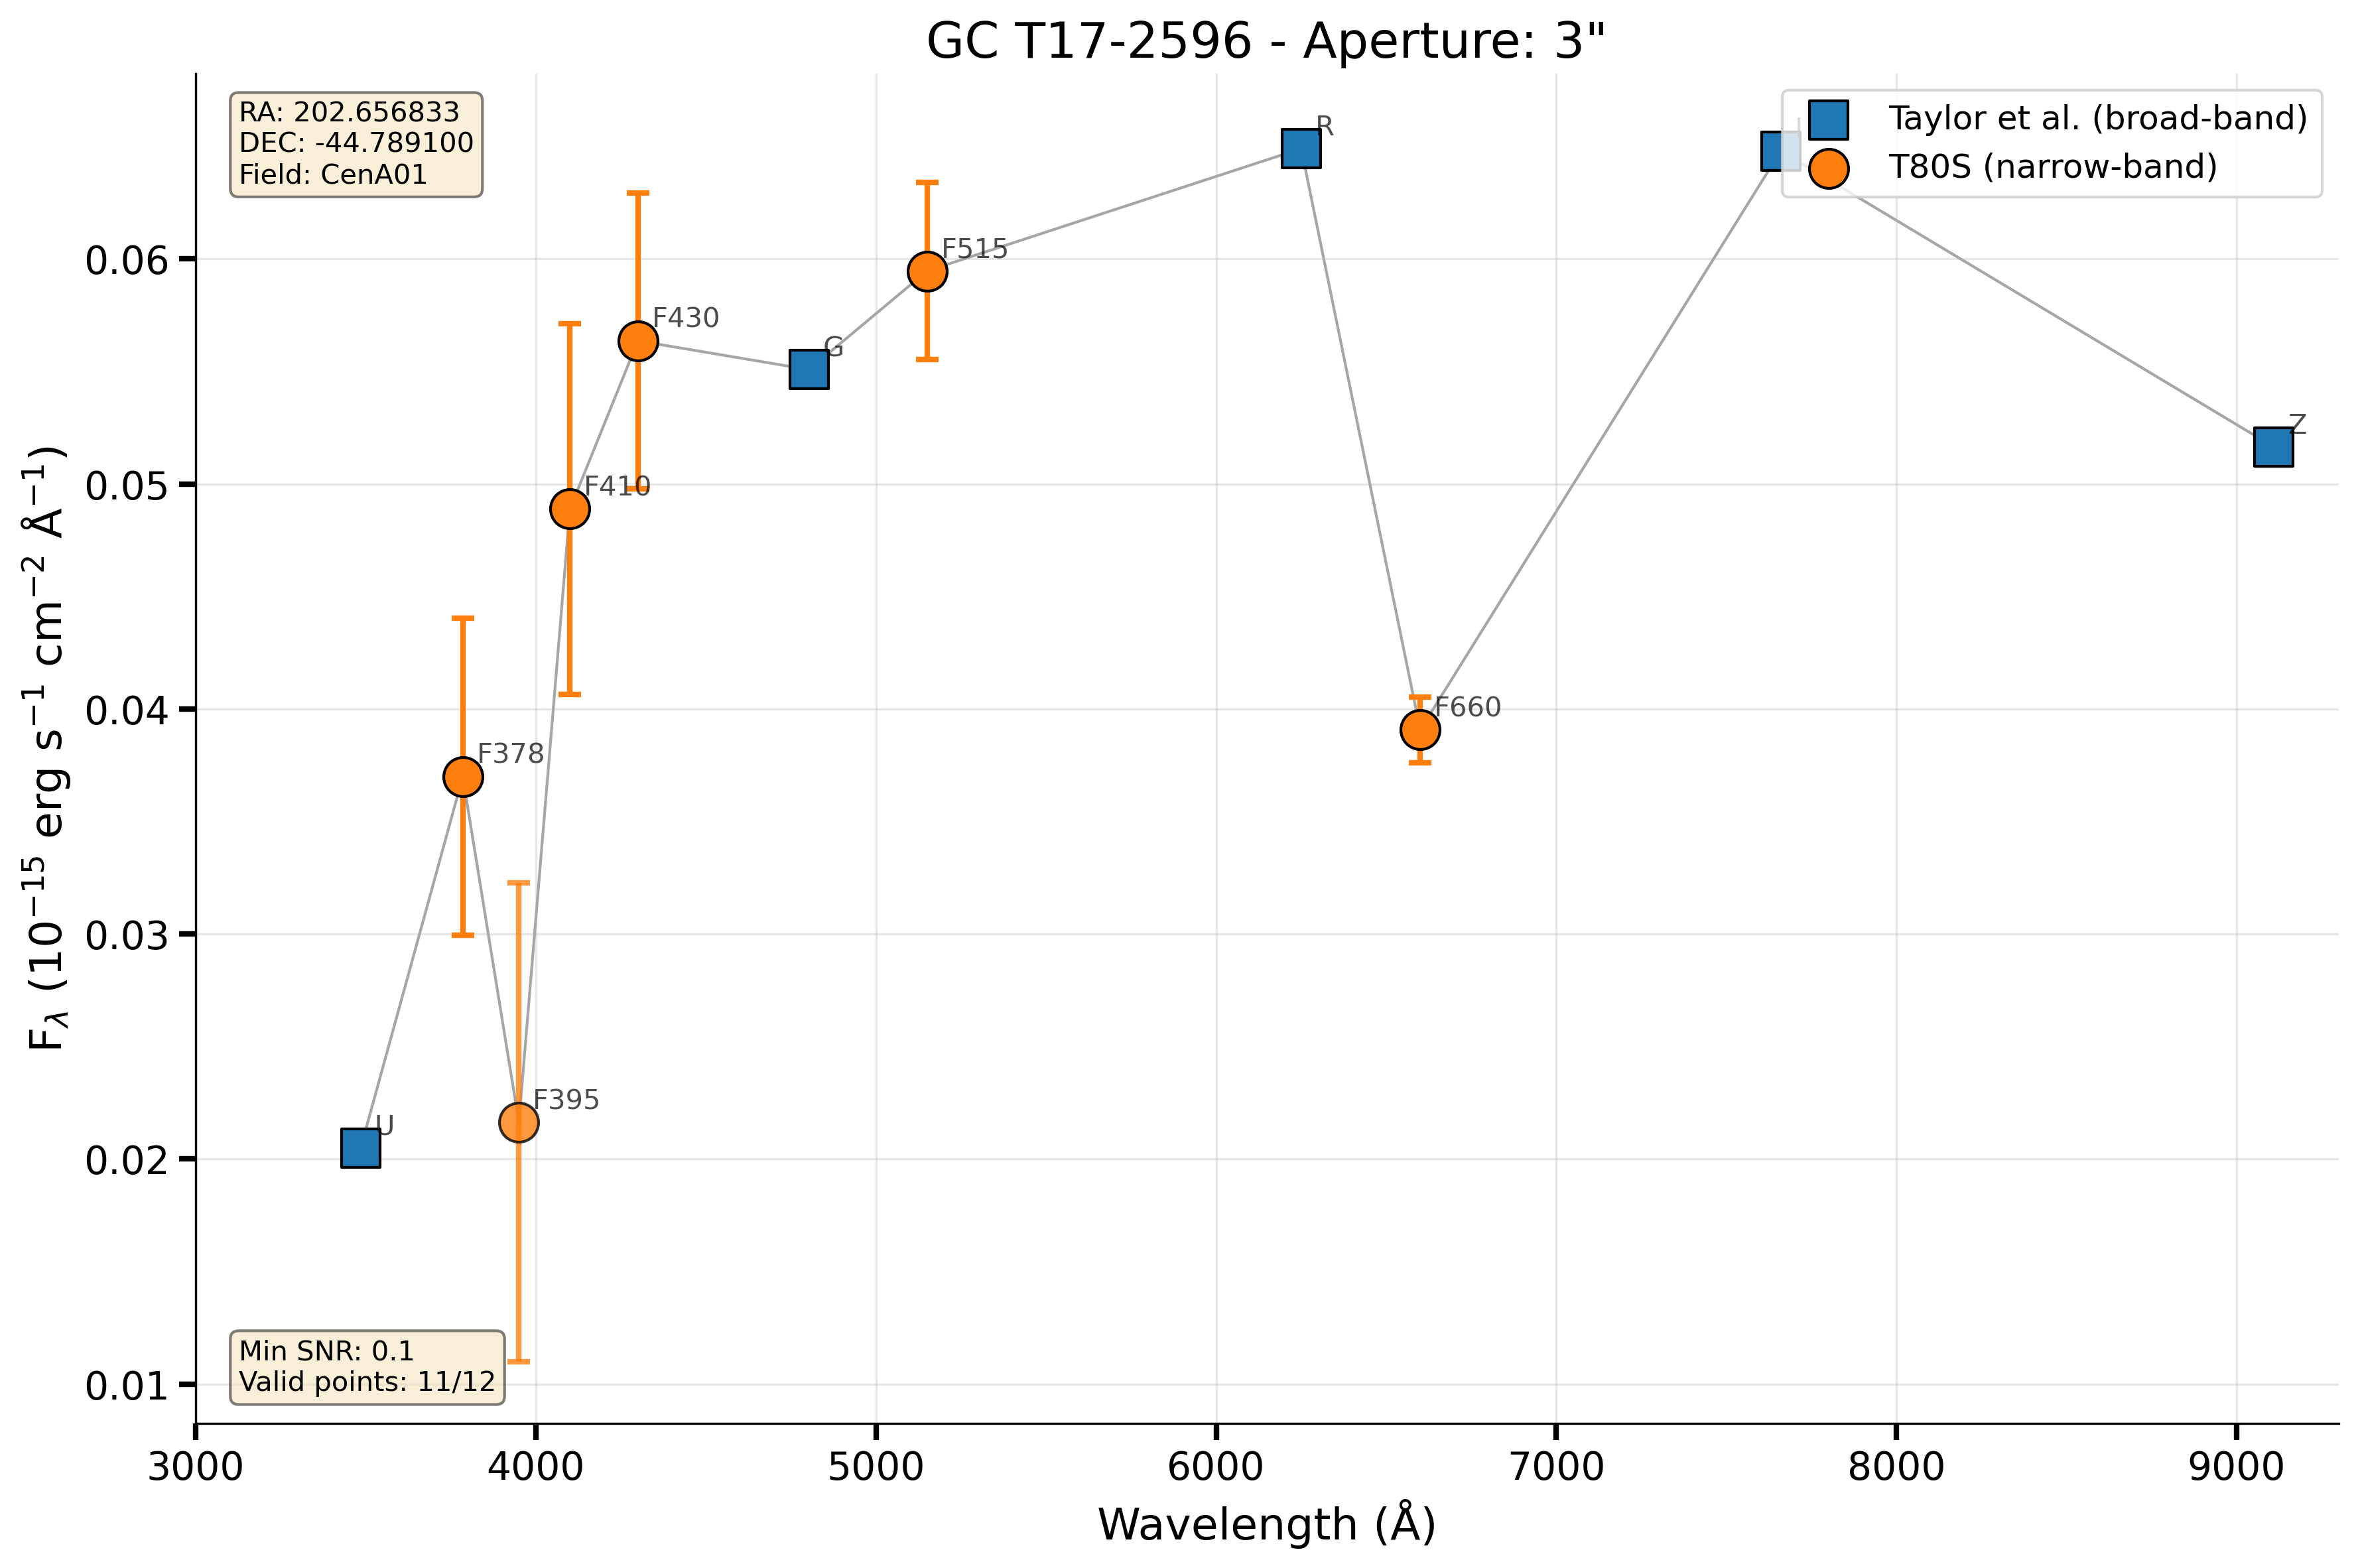 GC T17-2596 - Aperture: 3"
RA: 202.656833
DEC: -44.789100
Field: CenA01
Taylor et al. (broad-band)
T80S (narrow-band)
R
I
F515
F430
G
Z
F410
F660
F378
F395
U
Min SNR: 0.1
Valid points: 11/12
0.06
0.05
0.04
0.03
0.02
0.01
3000 4000 5000 6000 7000 8000 9000
Wavelength (Å)
Fλ (10⁻¹⁵ erg s⁻¹ cm⁻² Å⁻¹)